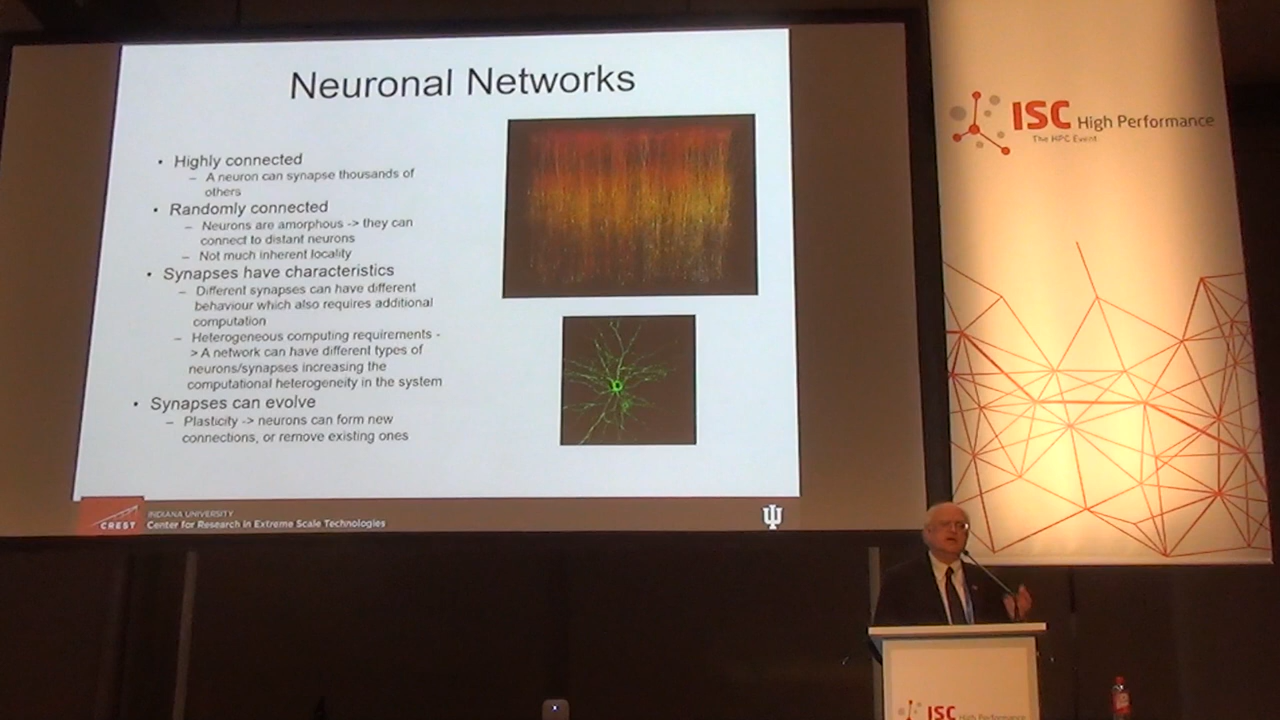 Neuronal Networks
• Highly connected
– A neuron can synapse thousands of
others
• Randomly connected
– Neurons are amorphous -> they can
connect to distant neurons
– Not much inherent locality
• Synapses have characteristics
– Different synapses can have different
behaviour which also requires additional
computation
– Heterogeneous computing requirements -
> A network can have different types of
neurons/synapses increasing the
computational heterogeneity in the system
• Synapses can evolve
– Plasticity -> neurons can form new
connections, or remove existing ones
CREST
INDIANA UNIVERSITY
Center for Research in Extreme Scale Technologies
ISC High Performance
The HPC Event
ISC High Performance